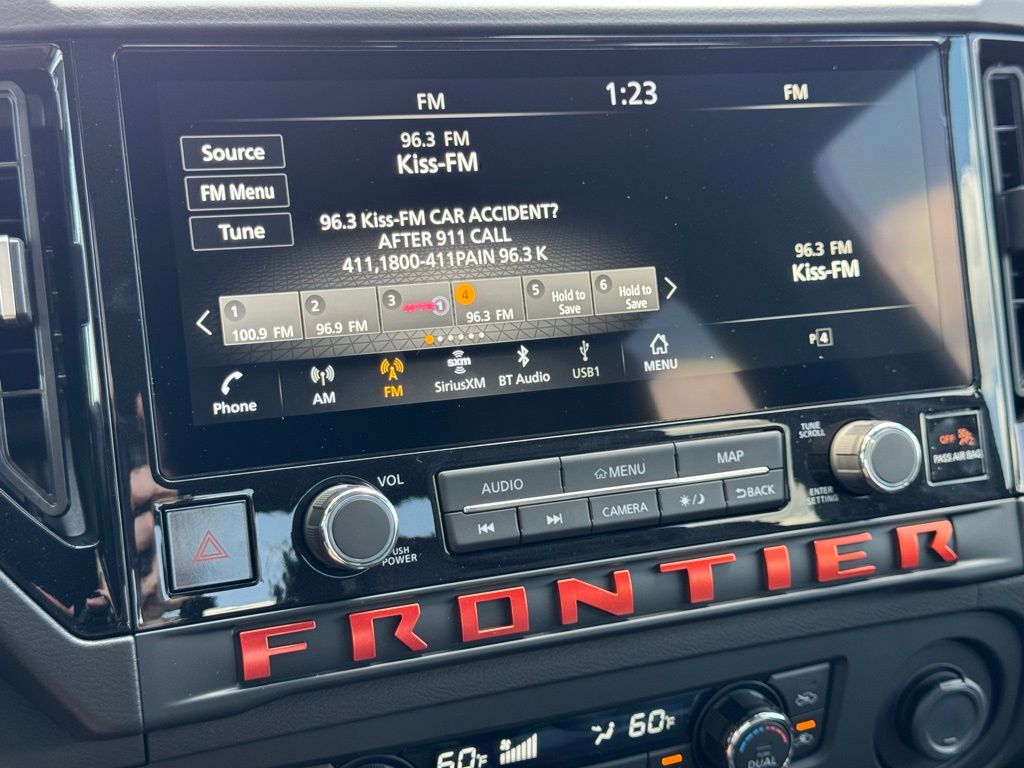 FM
1:23
FM
96.3 FM
Kiss-FM
Source
FM Menu
Tune
96.3 Kiss-FM CAR ACCIDENT?
AFTER 911 CALL
411,1800-411PAIN 96.3 K
96.3 FM
Kiss-FM
1
100.9 FM
2
96.9 FM
3
1
4
96.3 FM
5
Hold to
Save
6
Hold to
Save
P 4
Phone
AM
FM
sxm
SiriusXM
BT Audio
USB1
MENU
VOL
PUSH
POWER
AUDIO
MENU
MAP
CAMERA
BACK
TUNE
SCROLL
ENTER
SETTING
OFF
PASS AIR BAG
FRONTIER
60°F
60°F
DUAL